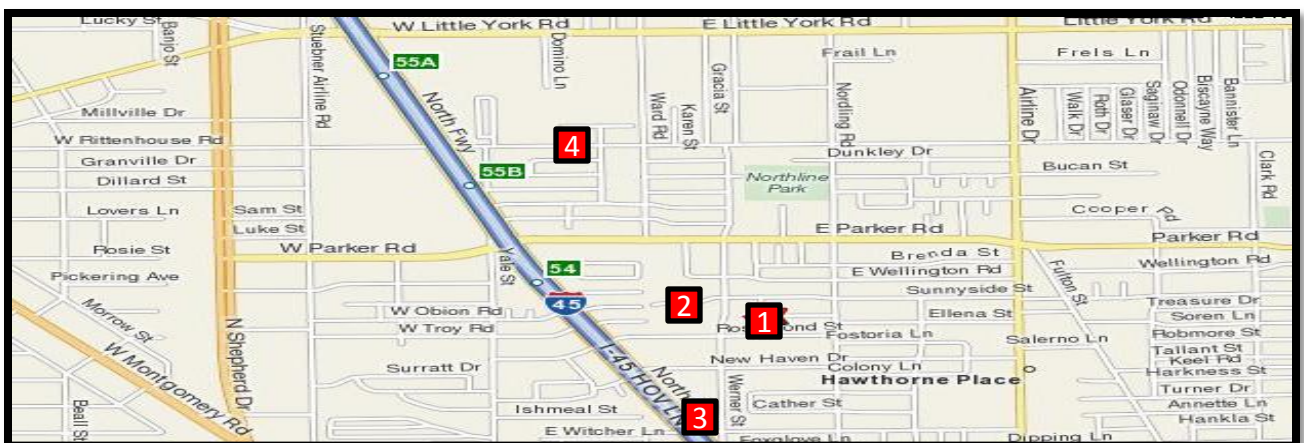 Lucky St
W Little York Rd
E Little York Rd
Little York Rd
Banjo St
Stuebner Airline Rd
Domino Ln
Frail Ln
Frels Ln
55A
North Fwy
Gracia St
Nordling Rd
Airline Dr
Walk Dr
Roth Dr
Glaser Dr
Saginaw Dr
Odonnell Dr
Biscayne Way
Bannister Ln
Millville Dr
Ward Rd
Karen St
W Rittenhouse Rd
4
Dunkley Dr
Granville Dr
Bucan St
Clark Rd
55B
Dillard St
Northline
Park
Lovers Ln
Sam St
Cooper Rd
Luke St
E Parker Rd
Parker Rd
Rosie St
W Parker Rd
Yale St
Brenda St
Wellington Rd
54
E Wellington Rd
Fulton St
Pickering Ave
Sunnyside St
45
2
Treasure Dr
Morrow St
W Obion Rd
1
Ellena St
Soren Ln
W Troy Rd
Ros ond St
Fostoria Ln
Salerno Ln
Robmore St
N Shepherd Dr
I-45 HOV LN
North
New Haven Dr
Tallant St
Keel Rd
W Montgomery Rd
Surratt Dr
Colony Ln
Harkness St
Hawthorne Place
Werner St
Turner Dr
Beall St
Ishmeal St
3
Cather St
Annette Ln
Hankla St
E Witcher Ln
Foxglove Ln
Dipping Ln